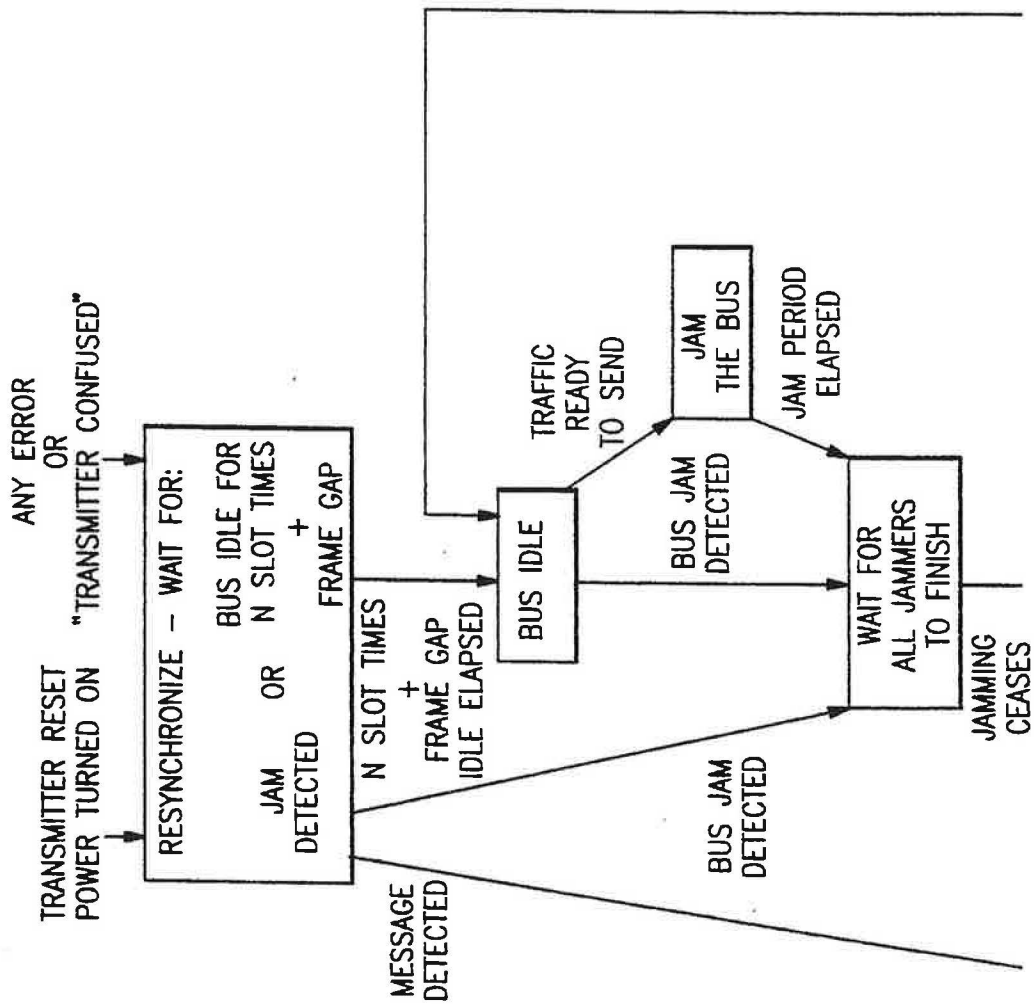 TRANSMITTER RESET
POWER TURNED ON
ANY ERROR
OR
"TRANSMITTER CONFUSED"
RESYNCHRONIZE – WAIT FOR:
JAM
DETECTED
OR
BUS IDLE FOR
N SLOT TIMES
+
FRAME GAP
MESSAGE
DETECTED
N SLOT TIMES
+
FRAME GAP
IDLE ELAPSED
BUS IDLE
TRAFFIC
READY
TO SEND
JAM
THE BUS
BUS JAM
DETECTED
BUS JAM
DETECTED
JAM PERIOD
ELAPSED
WAIT FOR
ALL JAMMERS
TO FINISH
JAMMING
CEASES